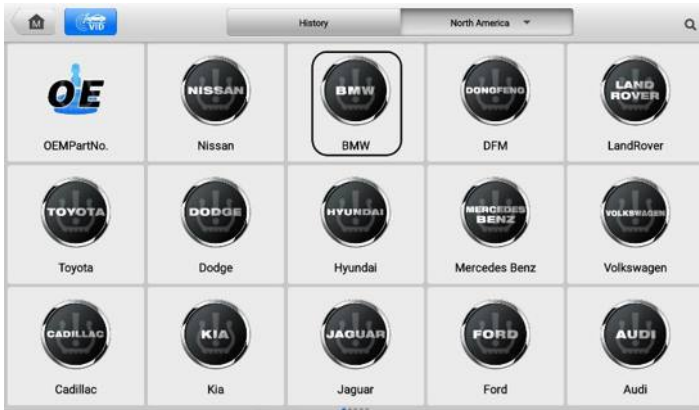 M
VID
History
North America
OE
NISSAN
BMW
DONGFENG
LAND
ROVER
OEMPartNo.
Nissan
BMW
DFM
LandRover
TOYOTA
DODGE
HYUNDAI
MERCEDES
BENZ
VOLKSWAGEN
Toyota
Dodge
Hyundai
Mercedes Benz
Volkswagen
CADILLAC
KIA
JAGUAR
FORD
AUDI
Cadillac
Kia
Jaguar
Ford
Audi